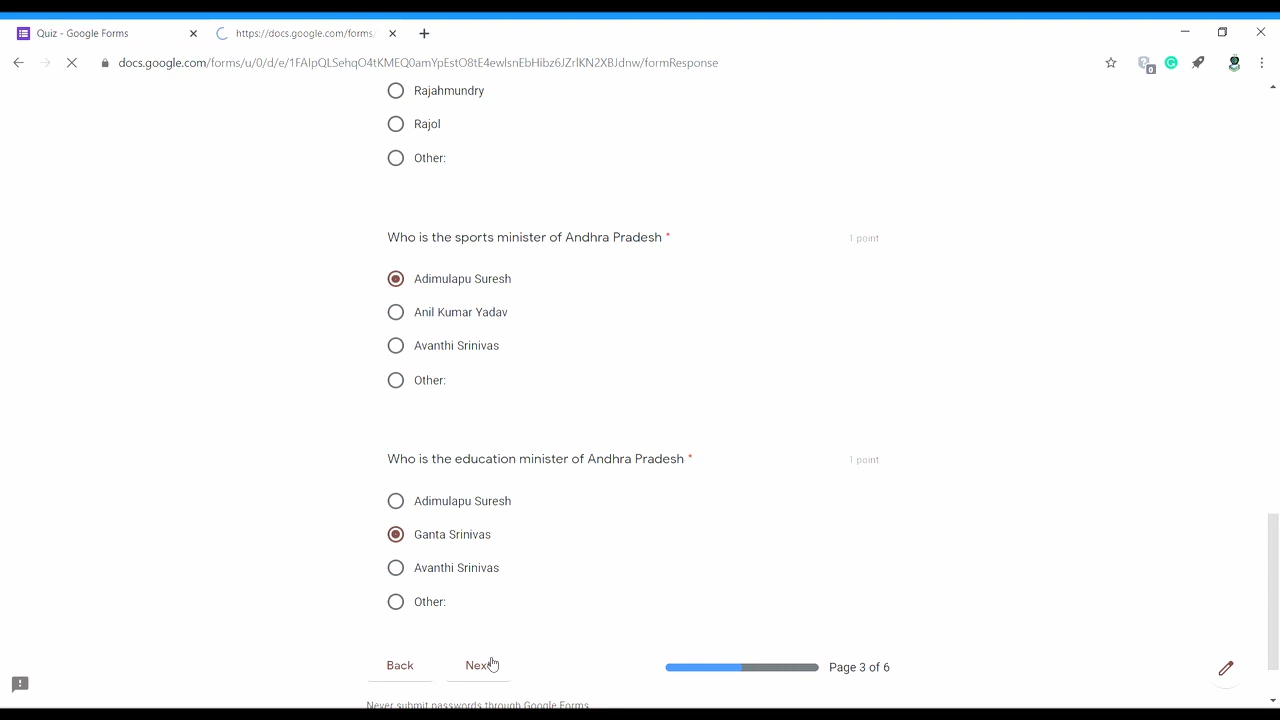 Quiz - Google Forms
https://docs.google.com/forms/
docs.google.com/forms/u/0/d/e/1FAIpQLSehqO4tKMEQ0amYpEstO8tE4ewIsnEbHibz6JZrlKN2XBJdnw/formResponse
0
Rajahmundry
Rajol
Other:
Who is the sports minister of Andhra Pradesh *
1 point
Adimulapu Suresh
Anil Kumar Yadav
Avanthi Srinivas
Other:
Who is the education minister of Andhra Pradesh *
1 point
Adimulapu Suresh
Ganta Srinivas
Avanthi Srinivas
Other:
Back
Next
Page 3 of 6
Never submit passwords through Google Forms